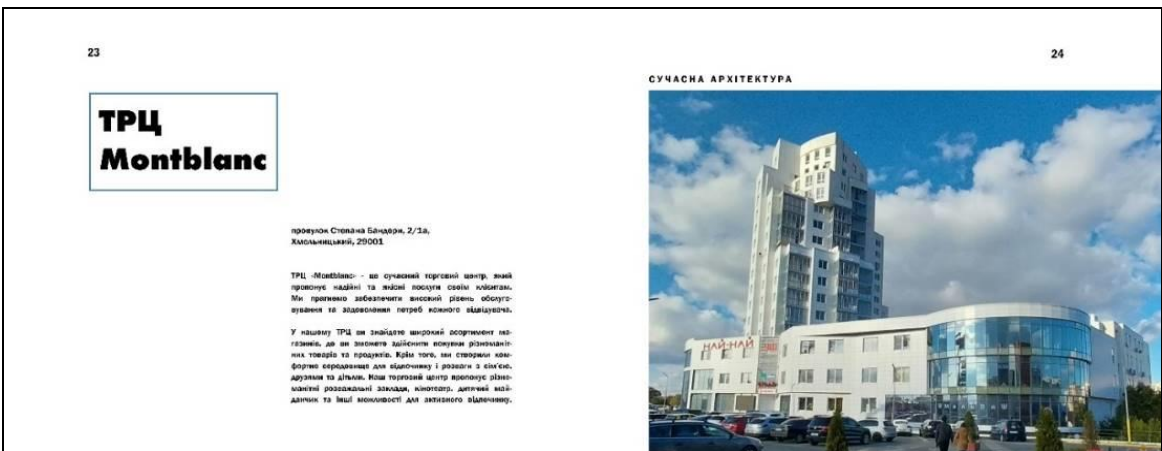 23
ТРЦ
Montblanc
провулок Степана Бандери, 2/1а,
Хмельницький, 29001
ТРЦ «Montblanc» - це сучасний торговий центр, який
пропонує надійні та якісні послуги своїм клієнтам.
Ми прагнемо забезпечити високий рівень обслуго-
вування та задоволення потреб кожного відвідувача.
У нашому ТРЦ ви знайдете широкий асортимент ма-
газинів, де ви зможете здійснити покупки різноманіт-
них товарів та продуктів. Крім того, ми створили ком-
фортне середовище для відпочинку і розваги з сім'єю,
друзями та дітьми. Наш торговий центр пропонує різно-
манітні розважальні заклади, кінотеатр, дитячий май-
данчик та інші можливості для активного відпочинку.
24
СУЧАСНА АРХІТЕКТУРА
НАЙ-НАЙ